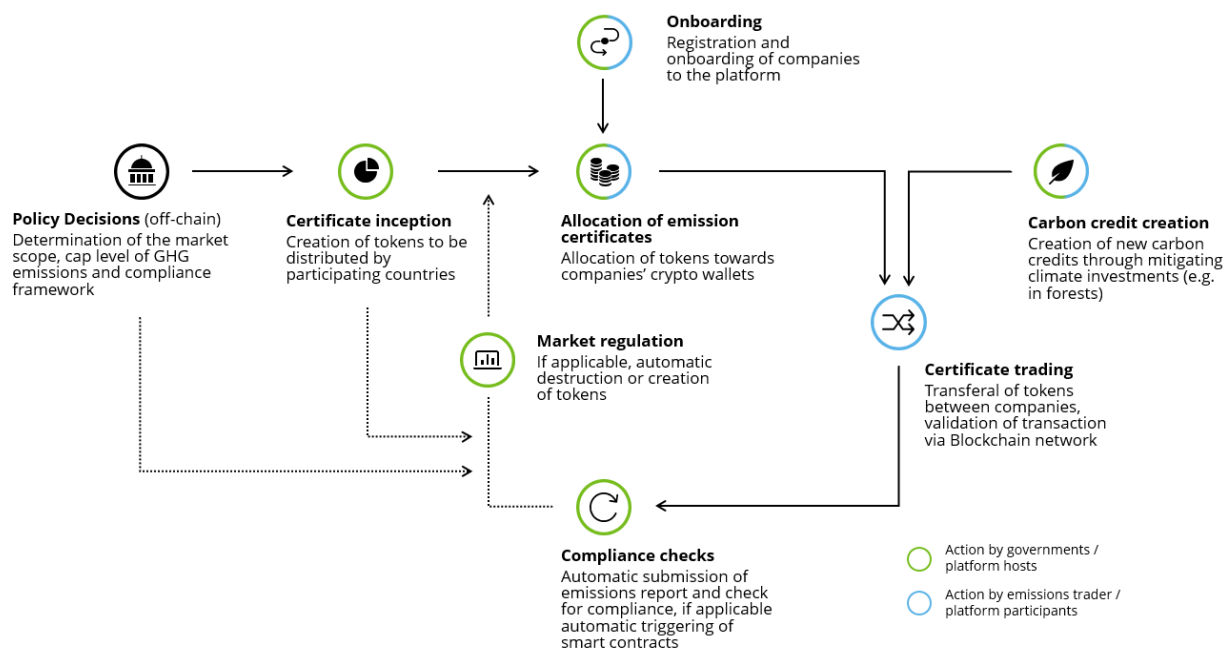 Onboarding
Registration and
onboarding of companies
to the platform
Policy Decisions (off-chain)
Determination of the market
scope, cap level of GHG
emissions and compliance
framework
Certificate inception
Creation of tokens to be
distributed by
participating countries
Allocation of emission
certificates
Allocation of tokens towards
companies’ crypto wallets
Carbon credit creation
Creation of new carbon
credits through mitigating
climate investments (e.g.
in forests)
Market regulation
If applicable, automatic
destruction or creation
of tokens
Certificate trading
Transferal of tokens
between companies,
validation of transaction
via Blockchain network
Compliance checks
Automatic submission of
emissions report and check
for compliance, if applicable
automatic triggering of
smart contracts
Action by governments /
platform hosts
Action by emissions trader /
platform participants